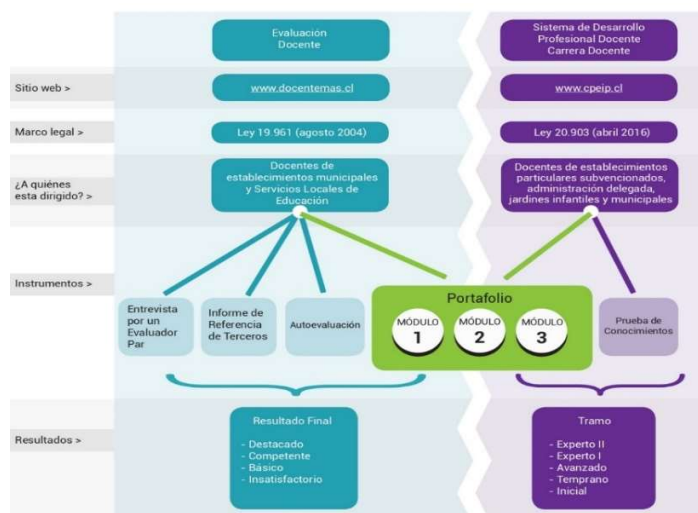 Evaluación
Docente
Sistema de Desarrollo
Profesional Docente
Carrera Docente
Sitio web >
www.docentemas.cl
www.cpeip.cl
Marco legal >
Ley 19.961 (agosto 2004)
Ley 20.903 (abril 2016)
¿A quiénes
esta dirigido? >
Docentes de
establecimientos municipales
y Servicios Locales de
Educación
Docentes de establecimientos
particulares subvencionados,
administración delegada,
jardines infantiles y municipales
Instrumentos >
Entrevista
por un
Evaluador
Par
Informe de
Referencia
de Terceros
Autoevaluación
Portafolio
MÓDULO
1
MÓDULO
2
MÓDULO
3
Prueba de
Conocimientos
Resultados >
Resultado Final
- Destacado
- Competente
- Básico
- Insatisfactorio
Tramo
- Experto II
- Experto I
- Avanzado
- Temprano
- Inicial